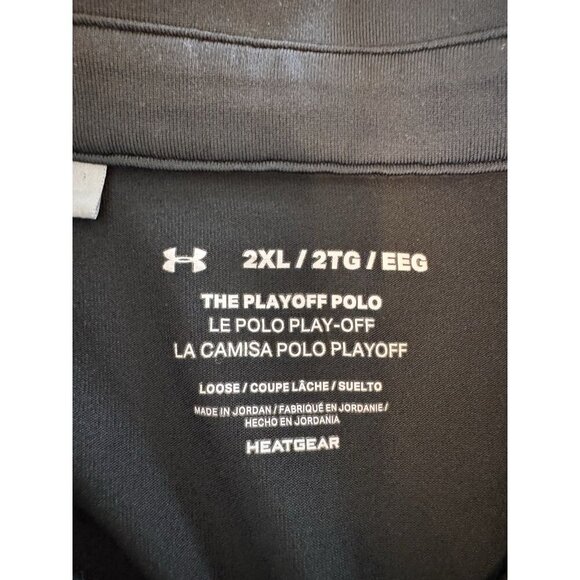 2XL / 2TG / EEG
THE PLAYOFF POLO
LE POLO PLAY-OFF
LA CAMISA POLO PLAYOFF
LOOSE / COUPE LÂCHE / SUELTO
MADE IN JORDAN / FABRIQUÉ EN JORDANIE /
HECHO EN JORDANIA
HEATGEAR